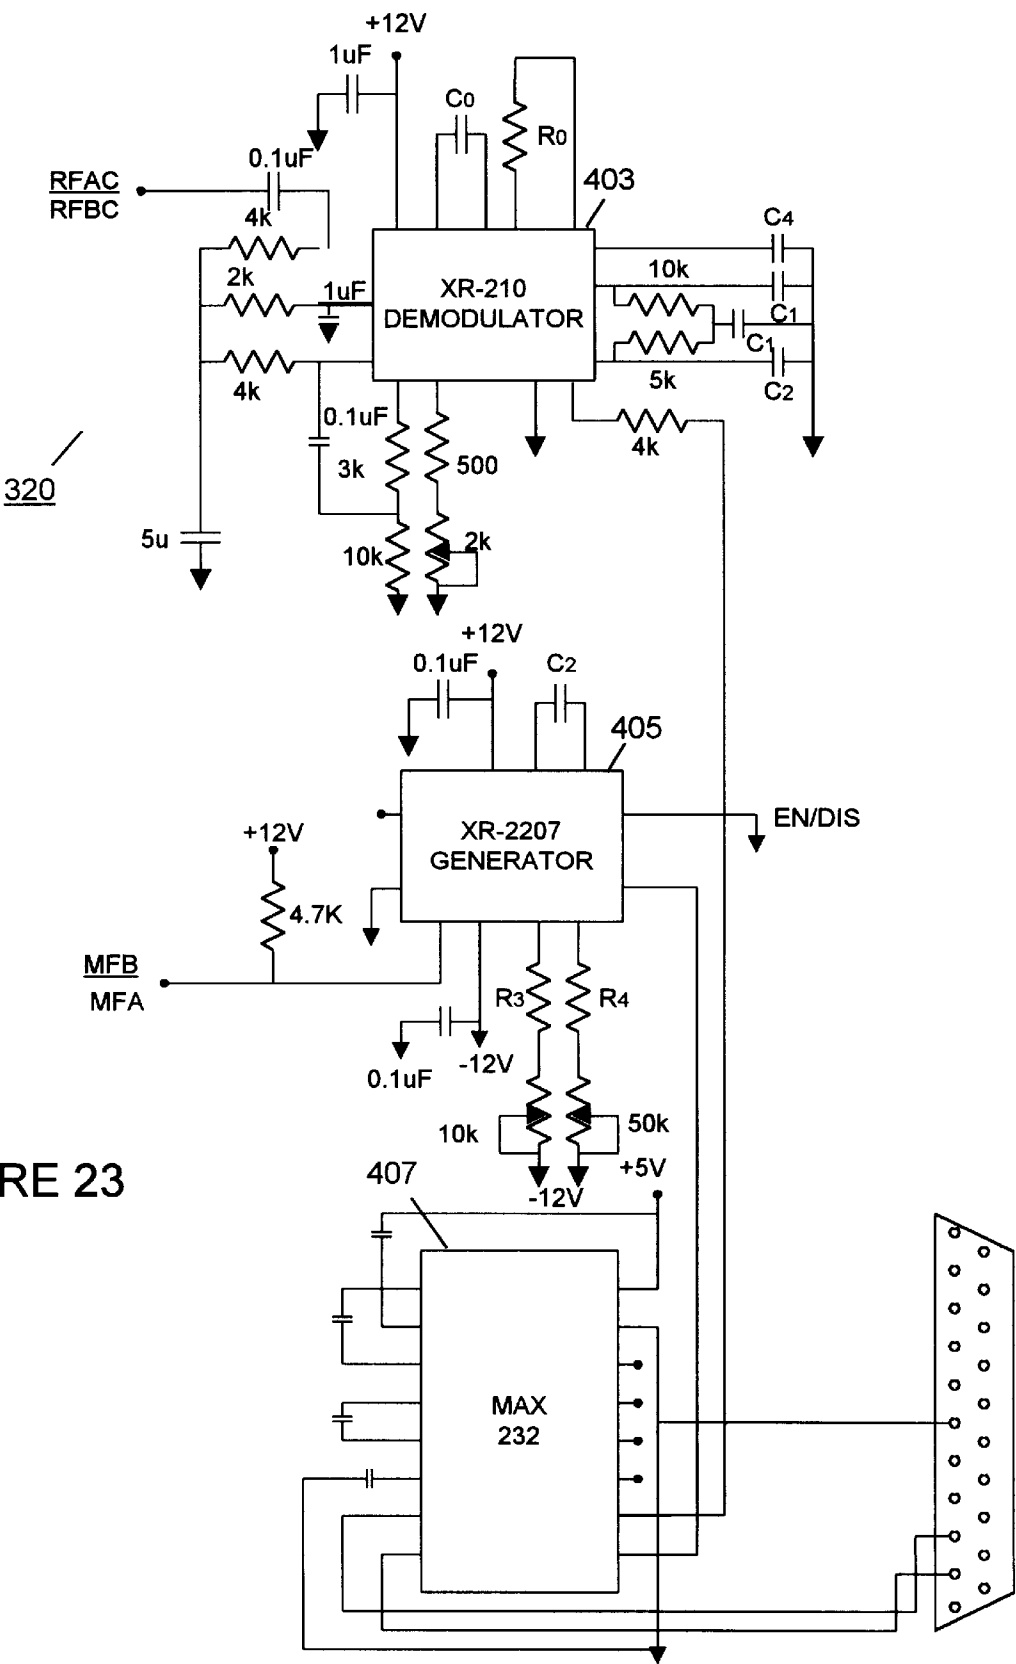 +12V
1uF
C0
R0
0.1uF
403
RFAC
RFBC
4k
C4
2k
1uF
XR-210
DEMODULATOR
10k
C1
C1
4k
5k
C2
0.1uF
3k
500
4k
320
5u
10k
2k
+12V
0.1uF
C2
405
+12V
XR-2207
GENERATOR
EN/DIS
4.7K
MFB
MFA
R3
R4
0.1uF
-12V
10k
50k
-12V
+5V
RE 23
407
MAX
232